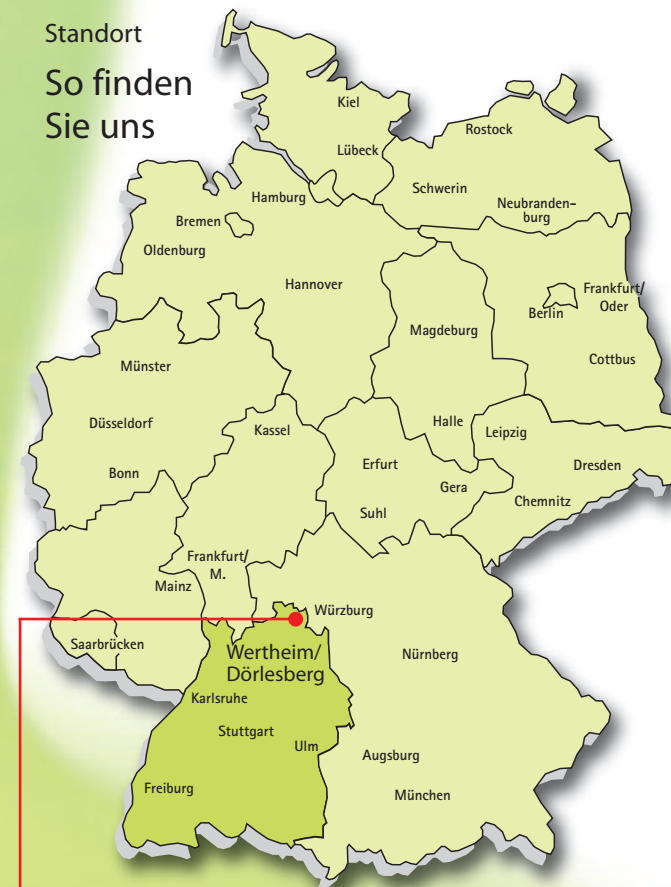 Standort
So finden
Sie uns
Kiel
Lübeck
Rostock
Schwerin
Neubranden-
burg
Hamburg
Bremen
Oldenburg
Hannover
Magdeburg
Berlin
Frankfurt/
Oder
Cottbus
Münster
Düsseldorf
Bonn
Kassel
Halle
Leipzig
Erfurt
Gera
Suhl
Dresden
Chemnitz
Frankfurt/
M.
Mainz
Saarbrücken
Würzburg
Wertheim/
Dörlesberg
Nürnberg
Karlsruhe
Stuttgart
Ulm
Augsburg
Freiburg
München